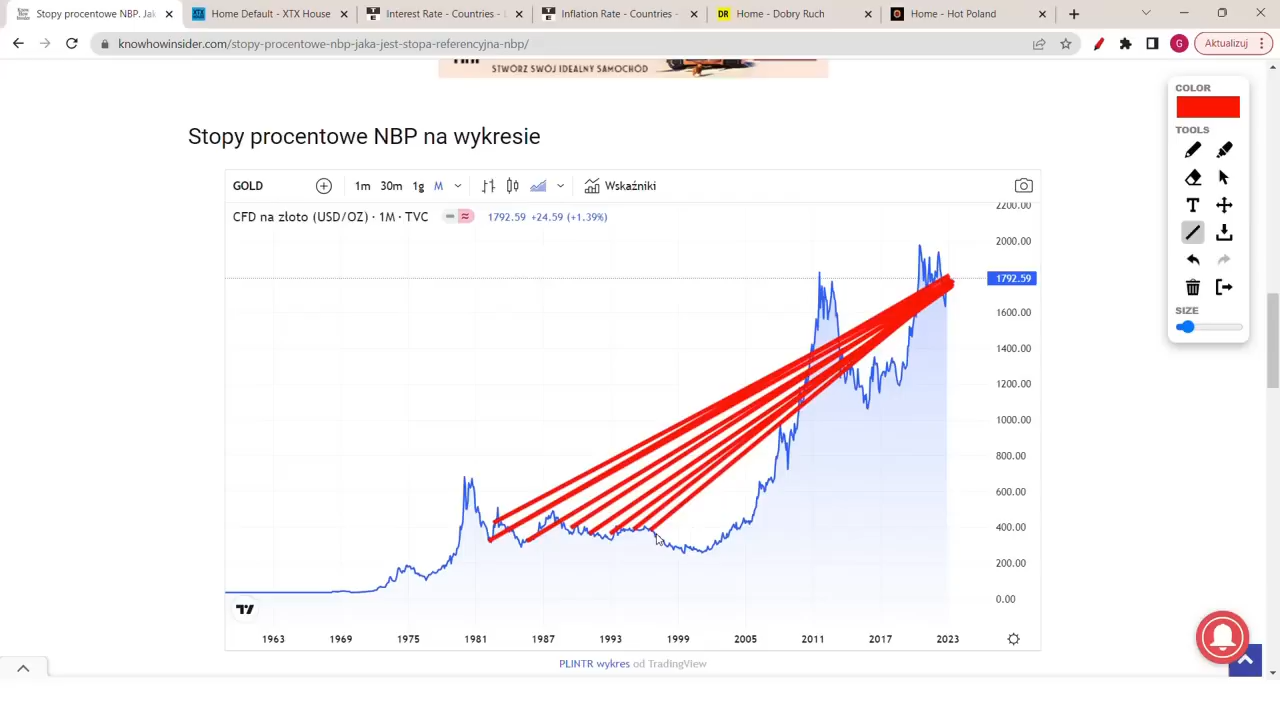 Stopy procentowe NBP. Jak
Home Default - XTX House
Interest Rate - Countries - L
Inflation Rate - Countries -
DR Home - Dobry Ruch
Home - Hot Poland
knowhowinsider.com/stopy-procentowe-nbp-jaka-jest-stopa-referencyjna-nbp/
G
Aktualizuj
STWÓRZ SWÓJ IDEALNY SAMOCHÓD
COLOR
TOOLS
T
SIZE
Stopy procentowe NBP na wykresie
GOLD
1m 30m 1g M
Wskaźniki
CFD na złoto (USD/OZ) · 1M · TVC
1792.59 +24.59 (+1.39%)
2200.00
2000.00
1792.59
1600.00
1400.00
1200.00
1000.00
800.00
600.00
400.00
200.00
0.00
1963 1969 1975 1981 1987 1993 1999 2005 2011 2017 2023
PLINTR wykres od TradingView